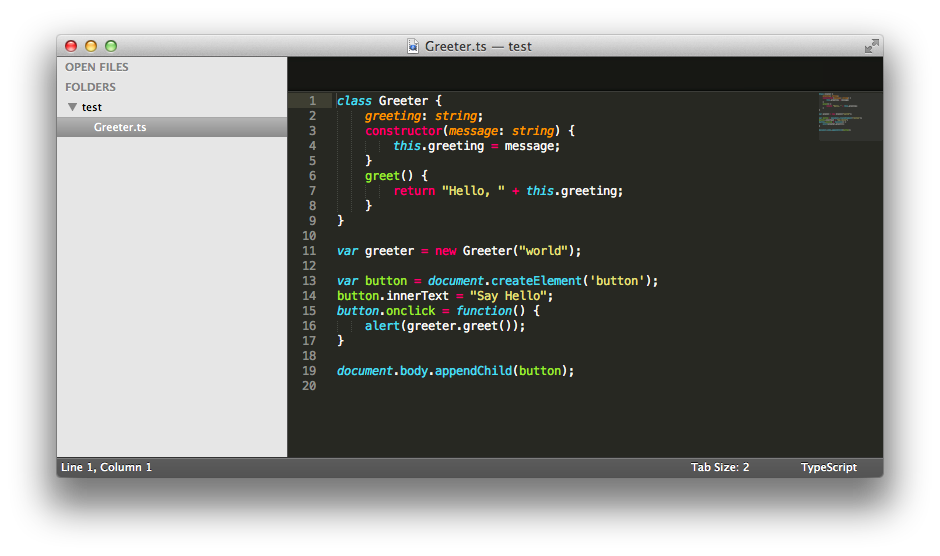 Greeter.ts — test
OPEN FILES
FOLDERS
test
Greeter.ts
1 class Greeter {
2     greeting: string;
3     constructor(message: string) {
4         this.greeting = message;
5     }
6     greet() {
7         return "Hello, " + this.greeting;
8     }
9 }
10
11 var greeter = new Greeter("world");
12
13 var button = document.createElement('button');
14 button.innerText = "Say Hello";
15 button.onclick = function() {
16     alert(greeter.greet());
17 }
18
19 document.body.appendChild(button);
20
Line 1, Column 1
Tab Size: 2
TypeScript